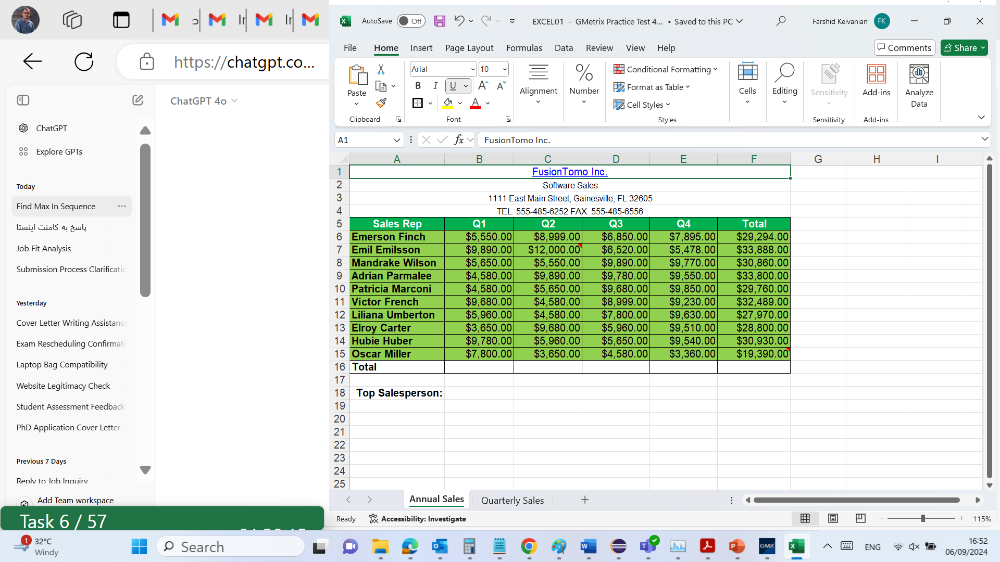 https://chatgpt.co...
ChatGPT 4o
ChatGPT
Explore GPTs
Today
Find Max In Sequence
پاسخ به کامنت اینستا
Job Fit Analysis
Submission Process Clarificatio
Yesterday
Cover Letter Writing Assistanc
Exam Rescheduling Confirmati
Laptop Bag Compatibility
Website Legitimacy Check
Student Assessment Feedback
PhD Application Cover Letter
Previous 7 Days
Reply to Job Inquiry
Add Team workspace
Task 6 / 57
AutoSave Off EXCEL01 - GMetrix Practice Test 4... • Saved to this PC Farshid Keivanian FK
File Home Insert Page Layout Formulas Data Review View Help Comments Share
Paste
Clipboard
Arial 10
B I U A A
A
Font
Alignment
% Number
Conditional Formatting
Format as Table
Cell Styles
Styles
Cells
Editing
Sensitivity
Sensitivity
Add-ins
Add-ins
Analyze
Data
A1 fx FusionTomo Inc.
A B C D E F G H I
1 FusionTomo Inc.
2 Software Sales
3 1111 East Main Street, Gainesville, FL 32605
4 TEL: 555-485-6252 FAX: 555-485-6556
5 Sales Rep Q1 Q2 Q3 Q4 Total
6 Emerson Finch $5,550.00 $8,999.00 $6,850.00 $7,895.00 $29,294.00
7 Emil Emilsson $9,890.00 $12,000.00 $6,520.00 $5,478.00 $33,888.00
8 Mandrake Wilson $5,650.00 $5,550.00 $9,890.00 $9,770.00 $30,860.00
9 Adrian Parmalee $4,580.00 $9,890.00 $9,780.00 $9,550.00 $33,800.00
10 Patricia Marconi $4,580.00 $5,650.00 $9,680.00 $9,850.00 $29,760.00
11 Víctor French $9,680.00 $4,580.00 $8,999.00 $9,230.00 $32,489.00
12 Liliana Umberton $5,960.00 $4,580.00 $7,800.00 $9,630.00 $27,970.00
13 Elroy Carter $3,650.00 $9,680.00 $5,960.00 $9,510.00 $28,800.00
14 Hubie Huber $9,780.00 $5,960.00 $5,650.00 $9,540.00 $30,930.00
15 Oscar Miller $7,800.00 $3,650.00 $4,580.00 $3,360.00 $19,390.00
16 Total
17
18 Top Salesperson:
19
20
21
22
23
24
25
Annual Sales Quarterly Sales
Ready Accessibility: Investigate 115%
1 32°C
Windy
Search
GMX
ENG
16:52
06/09/2024